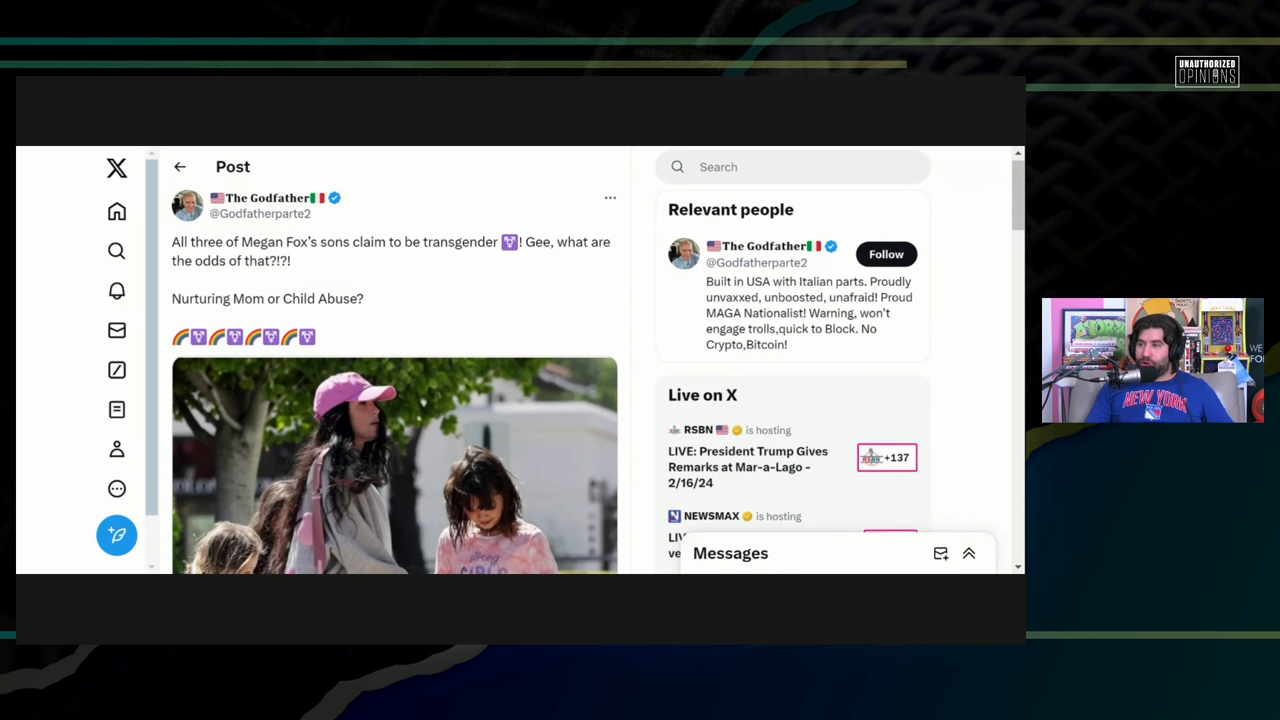 UNAUTHORIZED
OPINIONS
Post
🇺🇸The Godfather🇮🇹
@Godfatherparte2
All three of Megan Fox's sons claim to be transgender ⚧! Gee, what are
the odds of that?!?!
Nurturing Mom or Child Abuse?
🌈⚧🌈⚧🌈⚧🌈⚧
strong
GIRLS
Search
Relevant people
🇺🇸The Godfather🇮🇹
@Godfatherparte2
Follow
Built in USA with Italian parts. Proudly
unvaxxed, unboosted, unafraid! Proud
MAGA Nationalist! Warning, won't
engage trolls,quick to Block. No
Crypto,Bitcoin!
Live on X
RSBN 🇺🇸 is hosting
LIVE: President Trump Gives
Remarks at Mar-a-Lago -
2/16/24
RSBN +137
NEWSMAX is hosting
Messages
NEW YORK
WE